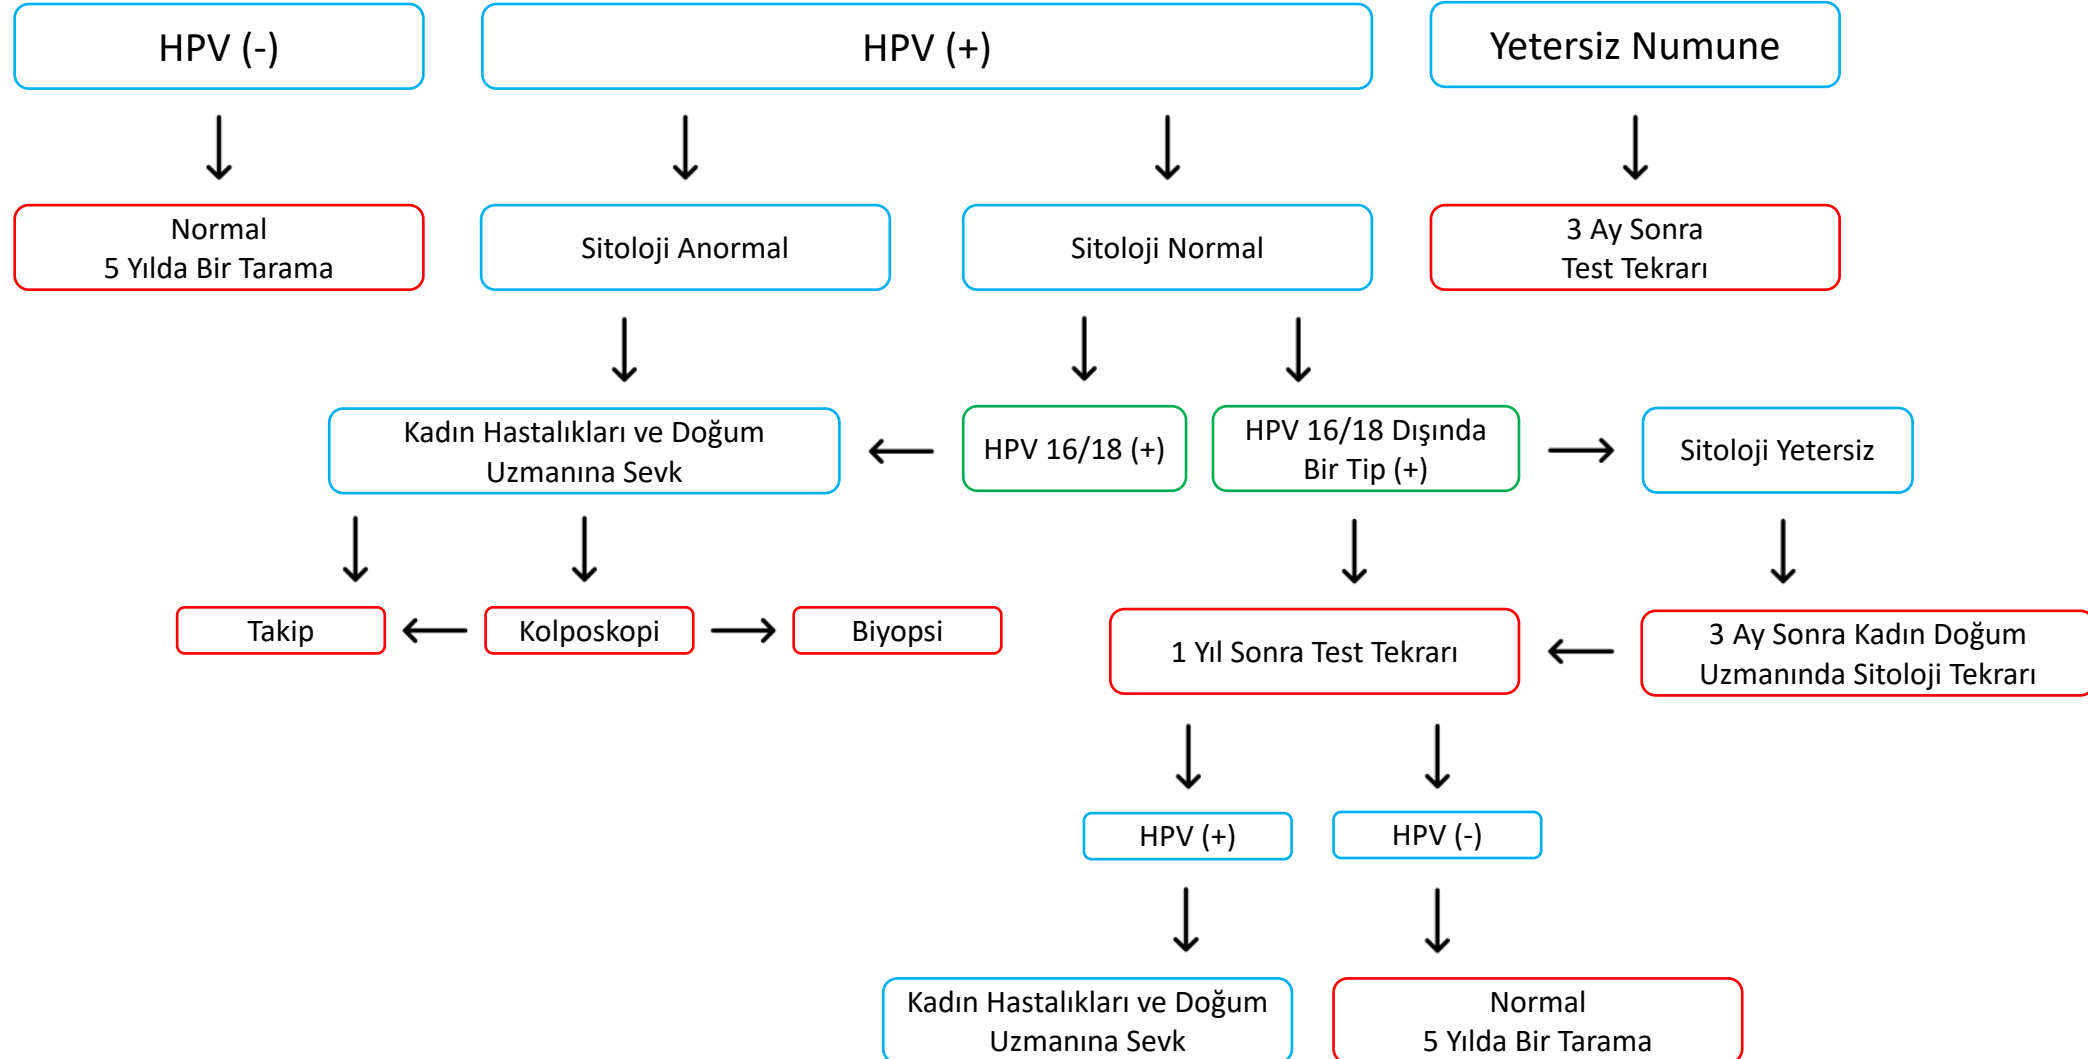 HPV (-)
HPV (+)
Yetersiz Numune
Normal
5 Yılda Bir Tarama
Sitoloji Anormal
Sitoloji Normal
3 Ay Sonra
Test Tekrarı
Kadın Hastalıkları ve Doğum
Uzmanına Sevk
HPV 16/18 (+)
HPV 16/18 Dışında
Bir Tip (+)
Sitoloji Yetersiz
Takip
Kolposkopi
Biyopsi
1 Yıl Sonra Test Tekrarı
3 Ay Sonra Kadın Doğum
Uzmanında Sitoloji Tekrarı
HPV (+)
HPV (-)
Kadın Hastalıkları ve Doğum
Uzmanına Sevk
Normal
5 Yılda Bir Tarama